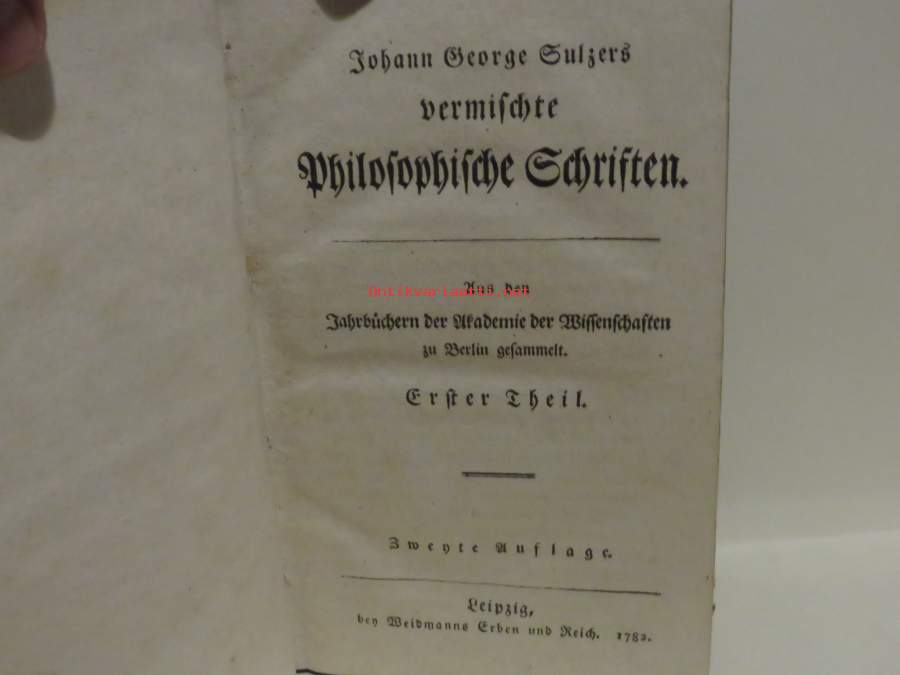 Johann George Sulzers
vermischte
Philosophische Schriften.
Aus den
Jahrbüchern der Akademie der Wissenschaften
zu Berlin gesammelt.
Erster Theil.
Zweyte Auflage.
Leipzig,
bey Weidmanns Erben und Reich. 1782.